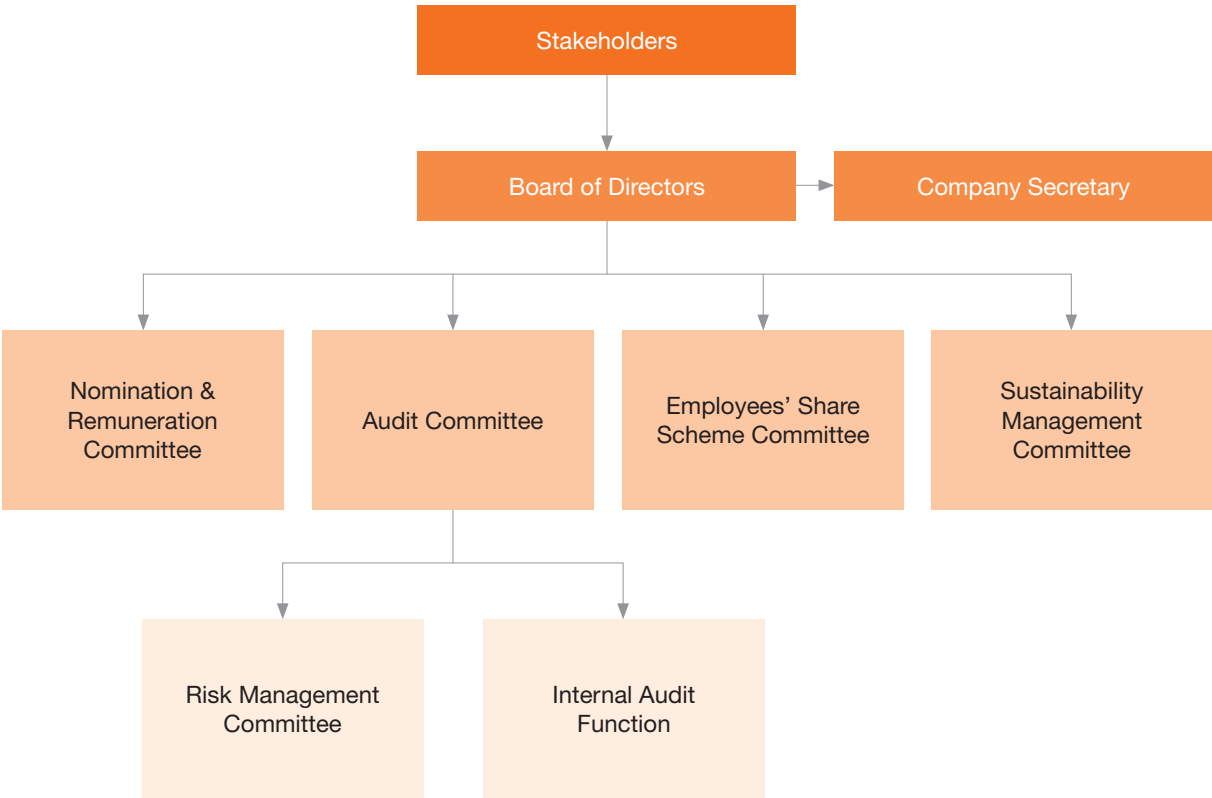 Stakeholders
Board of Directors
Company Secretary
Nomination &
Remuneration
Committee
Audit Committee
Employees’ Share
Scheme Committee
Sustainability
Management
Committee
Risk Management
Committee
Internal Audit
Function